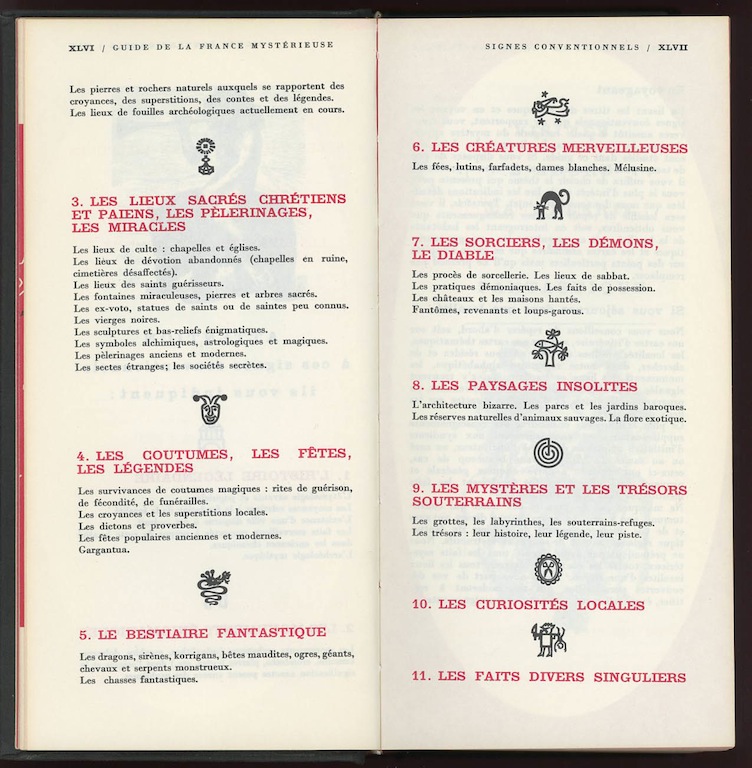 XLVI / GUIDE DE LA FRANCE MYSTÉRIEUSE
Les pierres et rochers naturels auxquels se rapportent des
croyances, des superstitions, des contes et des légendes.
Les lieux de fouilles archéologiques actuellement en cours.
3. LES LIEUX SACRÉS CHRÉTIENS
ET PAIENS, LES PÈLERINAGES,
LES MIRACLES
Les lieux de culte : chapelles et églises.
Les lieux de dévotion abandonnés (chapelles en ruine,
cimetières désaffectés).
Les lieux des saints guérisseurs.
Les fontaines miraculeuses, pierres et arbres sacrés.
Les ex-voto, statues de saints ou de saintes peu connus.
Les vierges noires.
Les sculptures et bas-reliefs énigmatiques.
Les symboles alchimiques, astrologiques et magiques.
Les pèlerinages anciens et modernes.
Les sectes étranges; les sociétés secrètes.
4. LES COUTUMES, LES FÊTES,
LES LÉGENDES
Les survivances de coutumes magiques : rites de guérison,
de fécondité, de funérailles.
Les croyances et les superstitions locales.
Les dictons et proverbes.
Les fêtes populaires anciennes et modernes.
Gargantua.
5. LE BESTIAIRE FANTASTIQUE
Les dragons, sirènes, korrigans, bêtes maudites, ogres, géants,
chevaux et serpents monstrueux.
Les chasses fantastiques.
SIGNES CONVENTIONNELS / XLVII
6. LES CRÉATURES MERVEILLEUSES
Les fées, lutins, farfadets, dames blanches. Mélusine.
7. LES SORCIERS, LES DÉMONS,
LE DIABLE
Les procès de sorcellerie. Les lieux de sabbat.
Les pratiques démoniaques. Les faits de possession.
Les châteaux et les maisons hantés.
Fantômes, revenants et loups-garous.
8. LES PAYSAGES INSOLITES
L'architecture bizarre. Les parcs et les jardins baroques.
Les réserves naturelles d'animaux sauvages. La flore exotique.
9. LES MYSTÈRES ET LES TRÉSORS
SOUTERRAINS
Les grottes, les labyrinthes, les souterrains-refuges.
Les trésors : leur histoire, leur légende, leur piste.
10. LES CURIOSITÉS LOCALES
11. LES FAITS DIVERS SINGULIERS